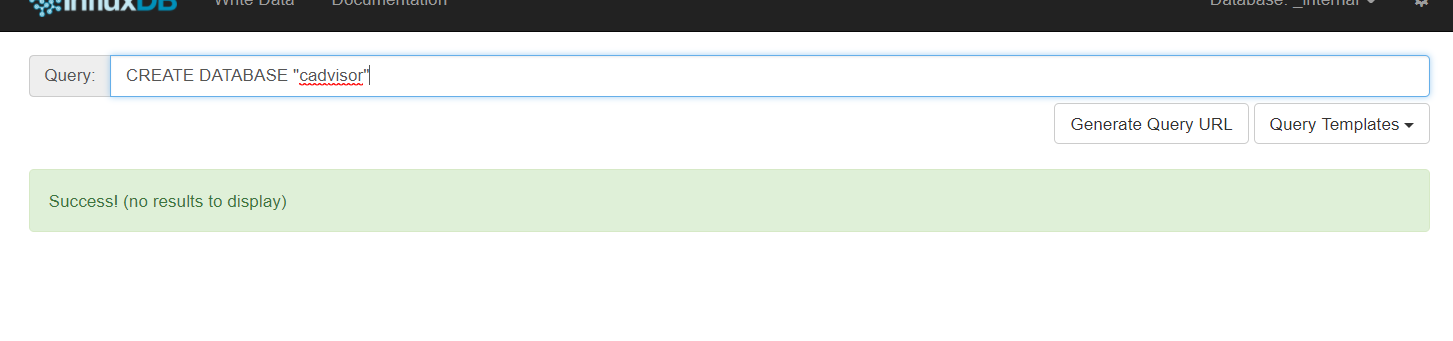 influxDB Write Data Documentation Database: _internal
Query: CREATE DATABASE "cadvisor"
Generate Query URL Query Templates
Success! (no results to display)